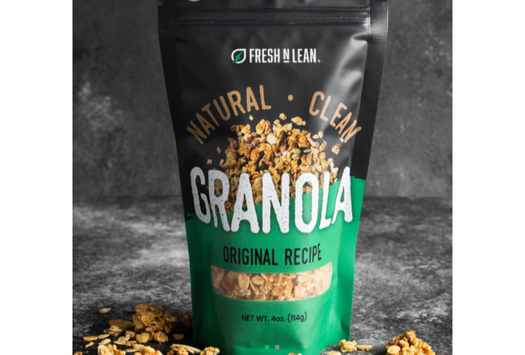 FRESH N LEAN
NATURAL • CLEAN
GRANOLA
ORIGINAL RECIPE
NET WT. 4oz. (114g)